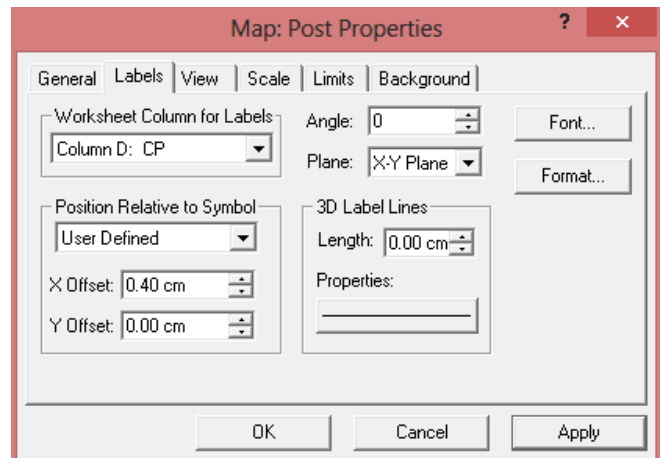 Map: Post Properties ? ×
General Labels View Scale Limits Background
Worksheet Column for Labels
Column D: CP
Angle: 0
Plane: X-Y Plane
Font...
Format...
Position Relative to Symbol
User Defined
X Offset: 0.40 cm
Y Offset: 0.00 cm
3D Label Lines
Length: 0.00 cm
Properties:
OK Cancel Apply